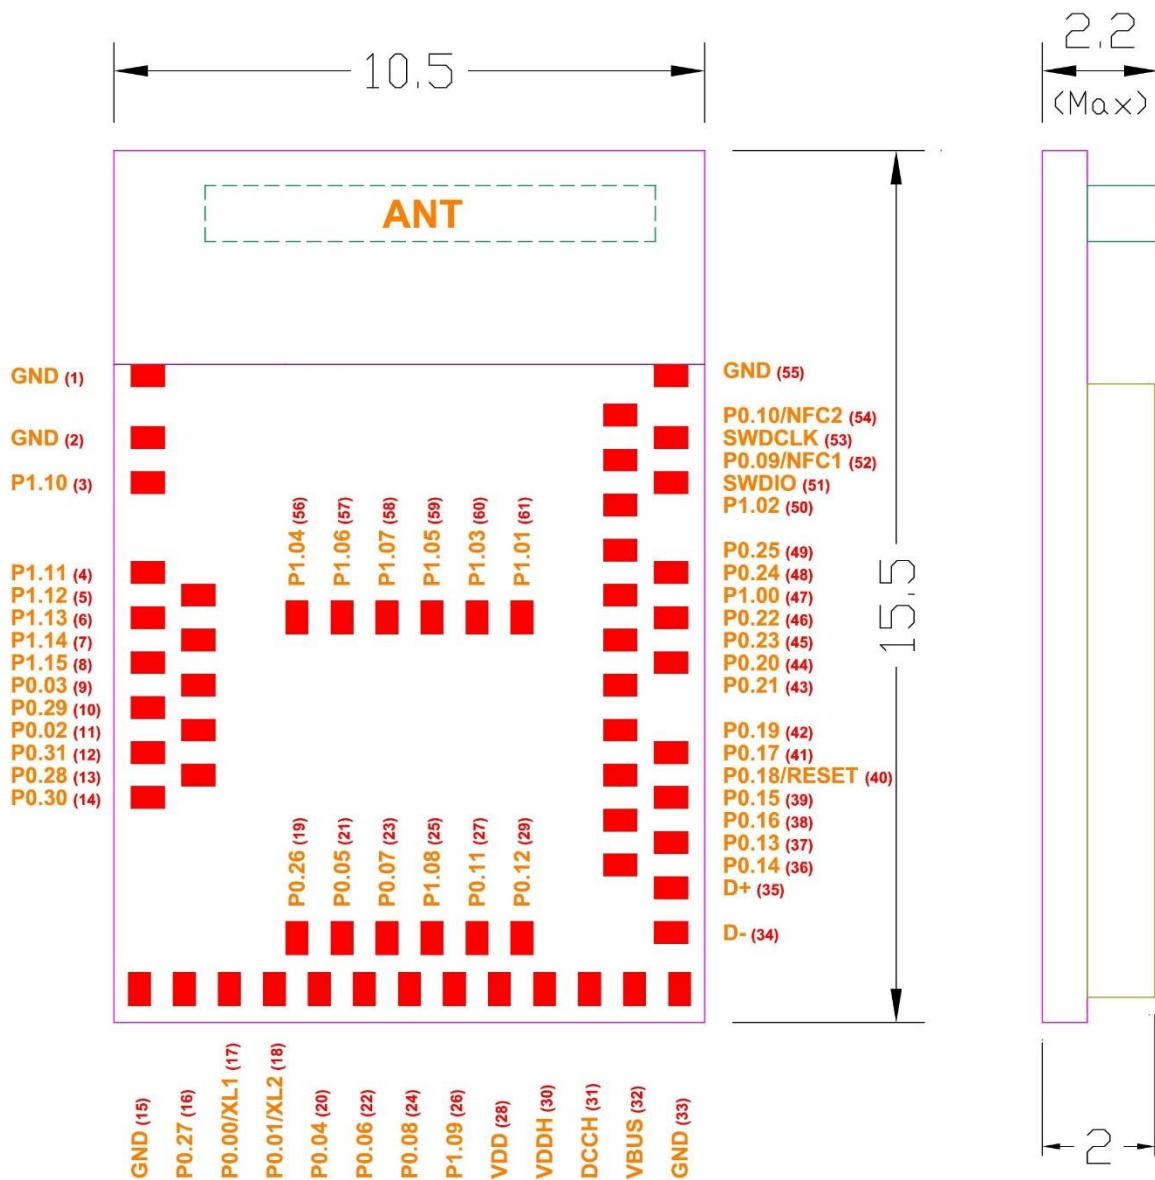 10.5
2.2
(Max)
ANT
GND (1)
GND (2)
P1.10 (3)
P1.11 (4)
P1.12 (5)
P1.13 (6)
P1.14 (7)
P1.15 (8)
P0.03 (9)
P0.29 (10)
P0.02 (11)
P0.31 (12)
P0.28 (13)
P0.30 (14)
P1.04 (56)
P1.06 (57)
P1.07 (58)
P1.05 (59)
P1.03 (60)
P1.01 (61)
P0.26 (19)
P0.05 (21)
P0.07 (23)
P1.08 (25)
P0.11 (27)
P0.12 (29)
GND (55)
P0.10/NFC2 (54)
SWDCLK (53)
P0.09/NFC1 (52)
SWDIO (51)
P1.02 (50)
P0.25 (49)
P0.24 (48)
P1.00 (47)
P0.22 (46)
P0.23 (45)
P0.20 (44)
P0.21 (43)
P0.19 (42)
P0.17 (41)
P0.18/RESET (40)
P0.15 (39)
P0.16 (38)
P0.13 (37)
P0.14 (36)
D+ (35)
D- (34)
15.5
GND (15)
P0.27 (16)
P0.00/XL1 (17)
P0.01/XL2 (18)
P0.04 (20)
P0.06 (22)
P0.08 (24)
P1.09 (26)
VDD (28)
VDDH (30)
DCCH (31)
VBUS (32)
GND (33)
2